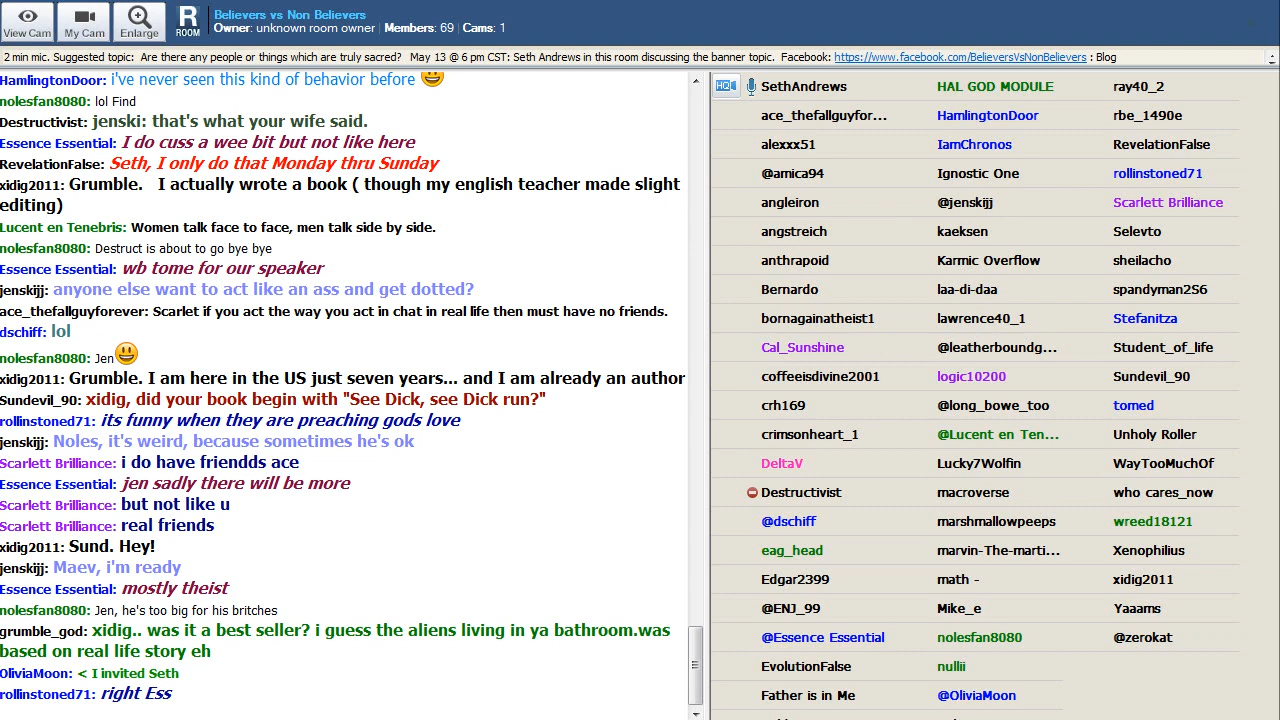 View Cam
My Cam
Enlarge
R
ROOM
Believers vs Non Believers
Owner: unknown room owner | Members: 69 | Cams: 1
2 min mic. Suggested topic: Are there any people or things which are truly sacred? May 13 @ 6 pm CST: Seth Andrews in this room discussing the banner topic. Facebook: https://www.facebook.com/BelieversVsNonBelievers : Blog
HamlingtonDoor: i've never seen this kind of behavior before
nolesfan8080: lol Find
Destructivist: jenski: that's what your wife said.
Essence Essential: I do cuss a wee bit but not like here
RevelationFalse: Seth, I only do that Monday thru Sunday
xidig2011: Grumble. I actually wrote a book ( though my english teacher made slight
editing)
Lucent en Tenebris: Women talk face to face, men talk side by side.
nolesfan8080: Destruct is about to go bye bye
Essence Essential: wb tome for our speaker
jenskijj: anyone else want to act like an ass and get dotted?
ace_thefallguyforever: Scarlet if you act the way you act in chat in real life then must have no friends.
dschiff: lol
nolesfan8080: Jen
xidig2011: Grumble. I am here in the US just seven years... and I am already an author
Sundevil_90: xidig, did your book begin with "See Dick, see Dick run?"
rollinstoned71: its funny when they are preaching gods love
jenskijj: Noles, it's weird, because sometimes he's ok
Scarlett Brilliance: i do have friendds ace
Essence Essential: jen sadly there will be more
Scarlett Brilliance: but not like u
Scarlett Brilliance: real friends
xidig2011: Sund. Hey!
jenskijj: Maev, i'm ready
Essence Essential: mostly theist
nolesfan8080: Jen, he's too big for his britches
grumble_god: xidig.. was it a best seller? i guess the aliens living in ya bathroom.was
based on real life story eh
OliviaMoon: < I invited Seth
rollinstoned71: right Ess
HQ
SethAndrews
ace_thefallguyfor...
alexxx51
@amica94
angleiron
angstreich
anthrapoid
Bernardo
bornagainatheist1
Cal_Sunshine
coffeeisdivine2001
crh169
crimsonheart_1
DeltaV
Destructivist
@dschiff
eag_head
Edgar2399
@ENJ_99
@Essence Essential
EvolutionFalse
Father is in Me
HAL GOD MODULE
HamlingtonDoor
IamChronos
Ignostic One
@jenskijj
kaeksen
Karmic Overflow
laa-di-daa
lawrence40_1
@leatherboundg...
logic10200
@long_bowe_too
@Lucent en Ten...
Lucky7Wolfin
macroverse
marshmallowpeeps
marvin-The-marti...
math -
Mike_e
nolesfan8080
nullii
@OliviaMoon
ray40_2
rbe_1490e
RevelationFalse
rollinstoned71
Scarlett Brilliance
Selevto
sheilacho
spandyman2S6
Stefanitza
Student_of_life
Sundevil_90
tomed
Unholy Roller
WayTooMuchOf
who cares_now
wreed18121
Xenophilius
xidig2011
Yaaams
@zerokat